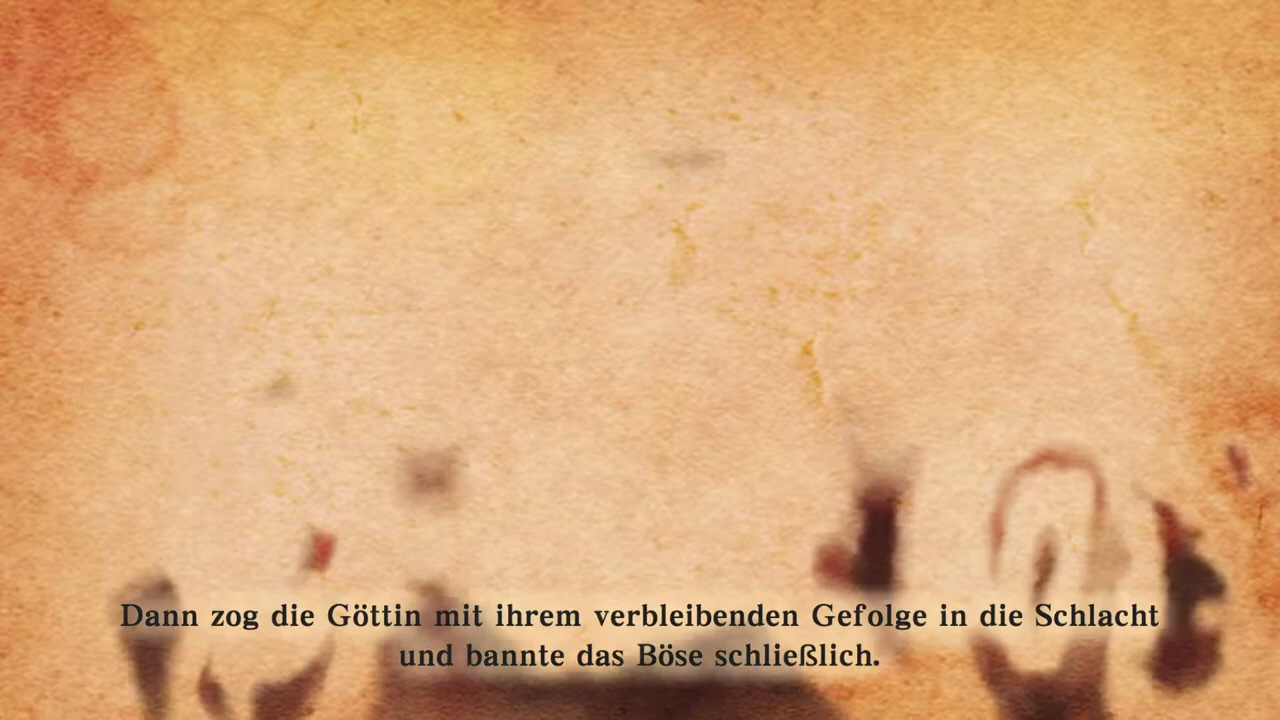 Dann zog die Göttin mit ihrem verbleibenden Gefolge in die Schlacht
und bannte das Böse schließlich.